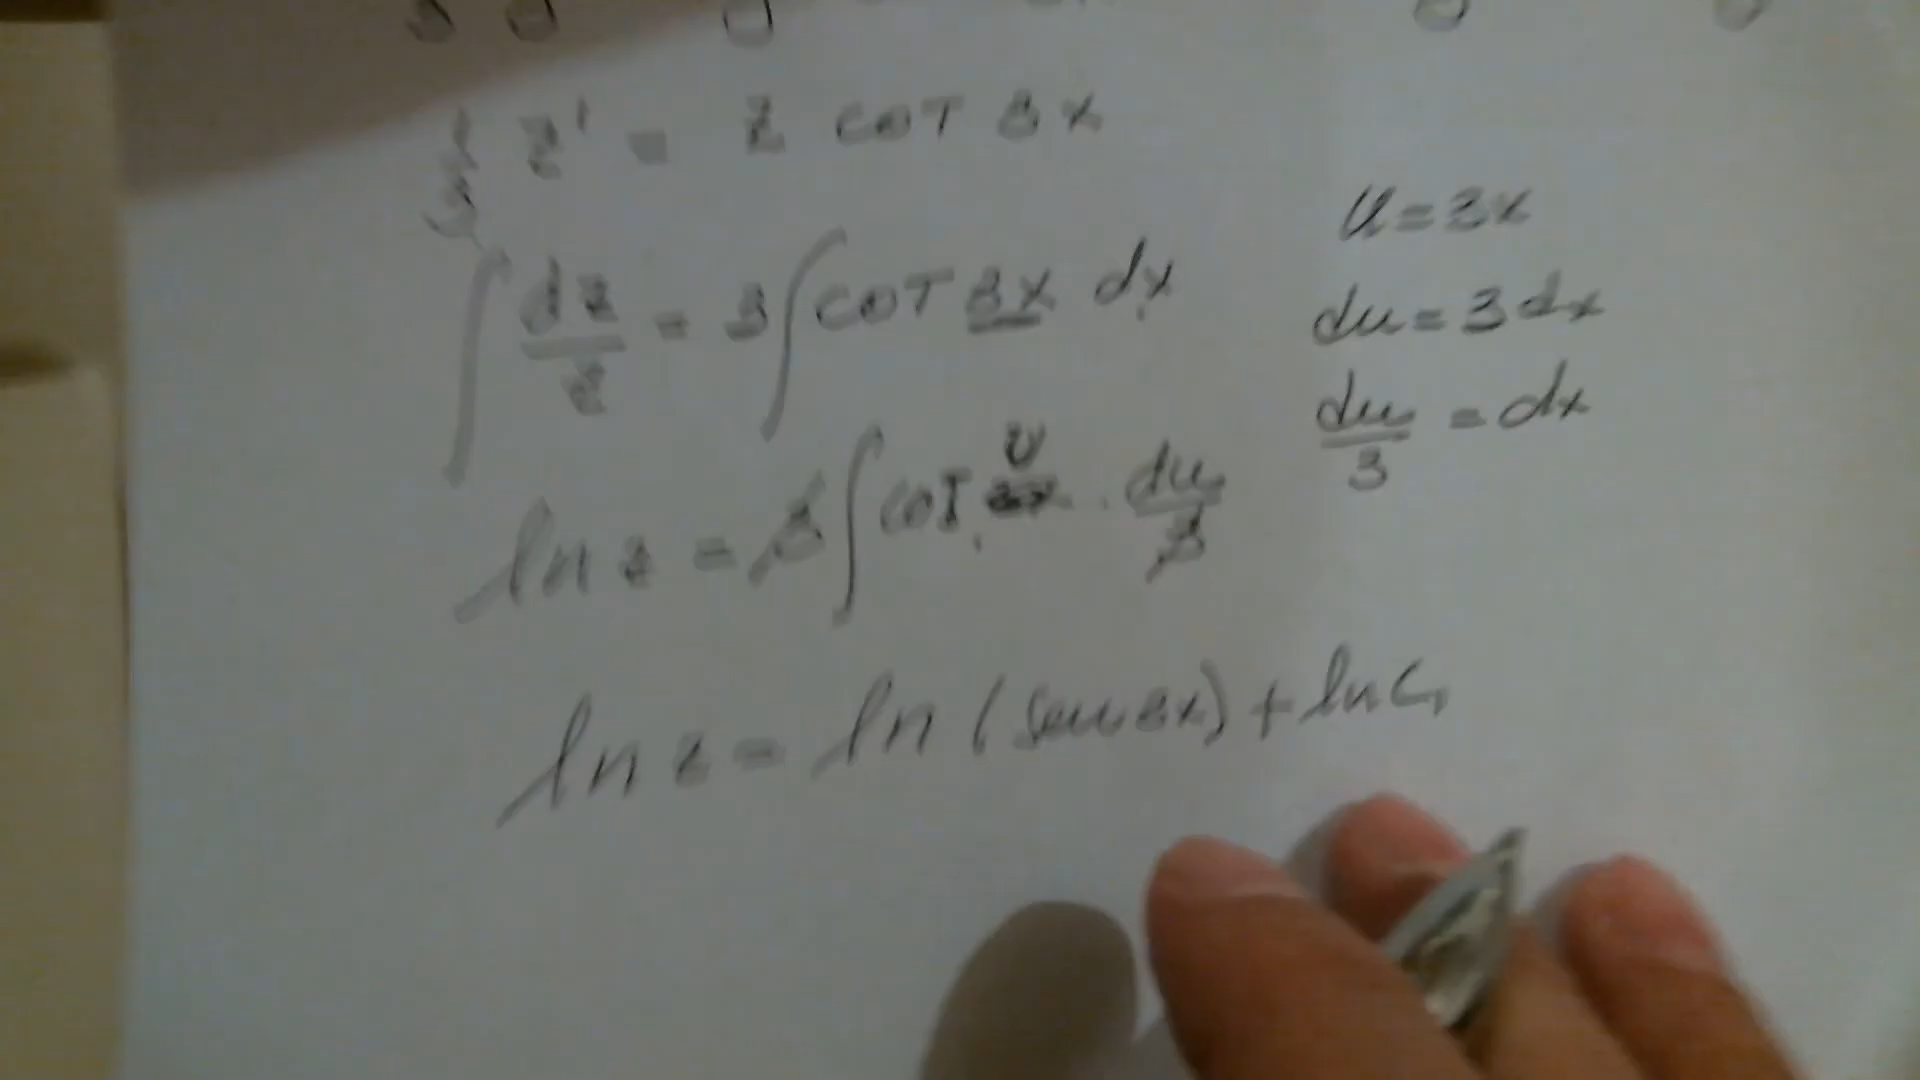 1/3 z' = z cot 3x
∫ dz/z = 3 ∫ cot 3x dx
ln z = 3 ∫ cot u · du/3
ln z = ln (sen 3x) + ln C₁
u = 3x
du = 3dx
du/3 = dx